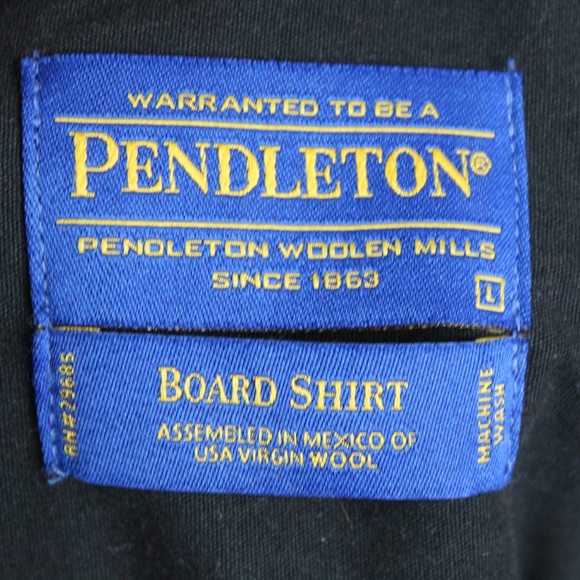 WARRANTED TO BE A
PENDLETON®
PENDLETON WOOLEN MILLS
SINCE 1863
L
RN#29685
BOARD SHIRT
ASSEMBLED IN MEXICO OF
USA VIRGIN WOOL
MACHINE
WASH